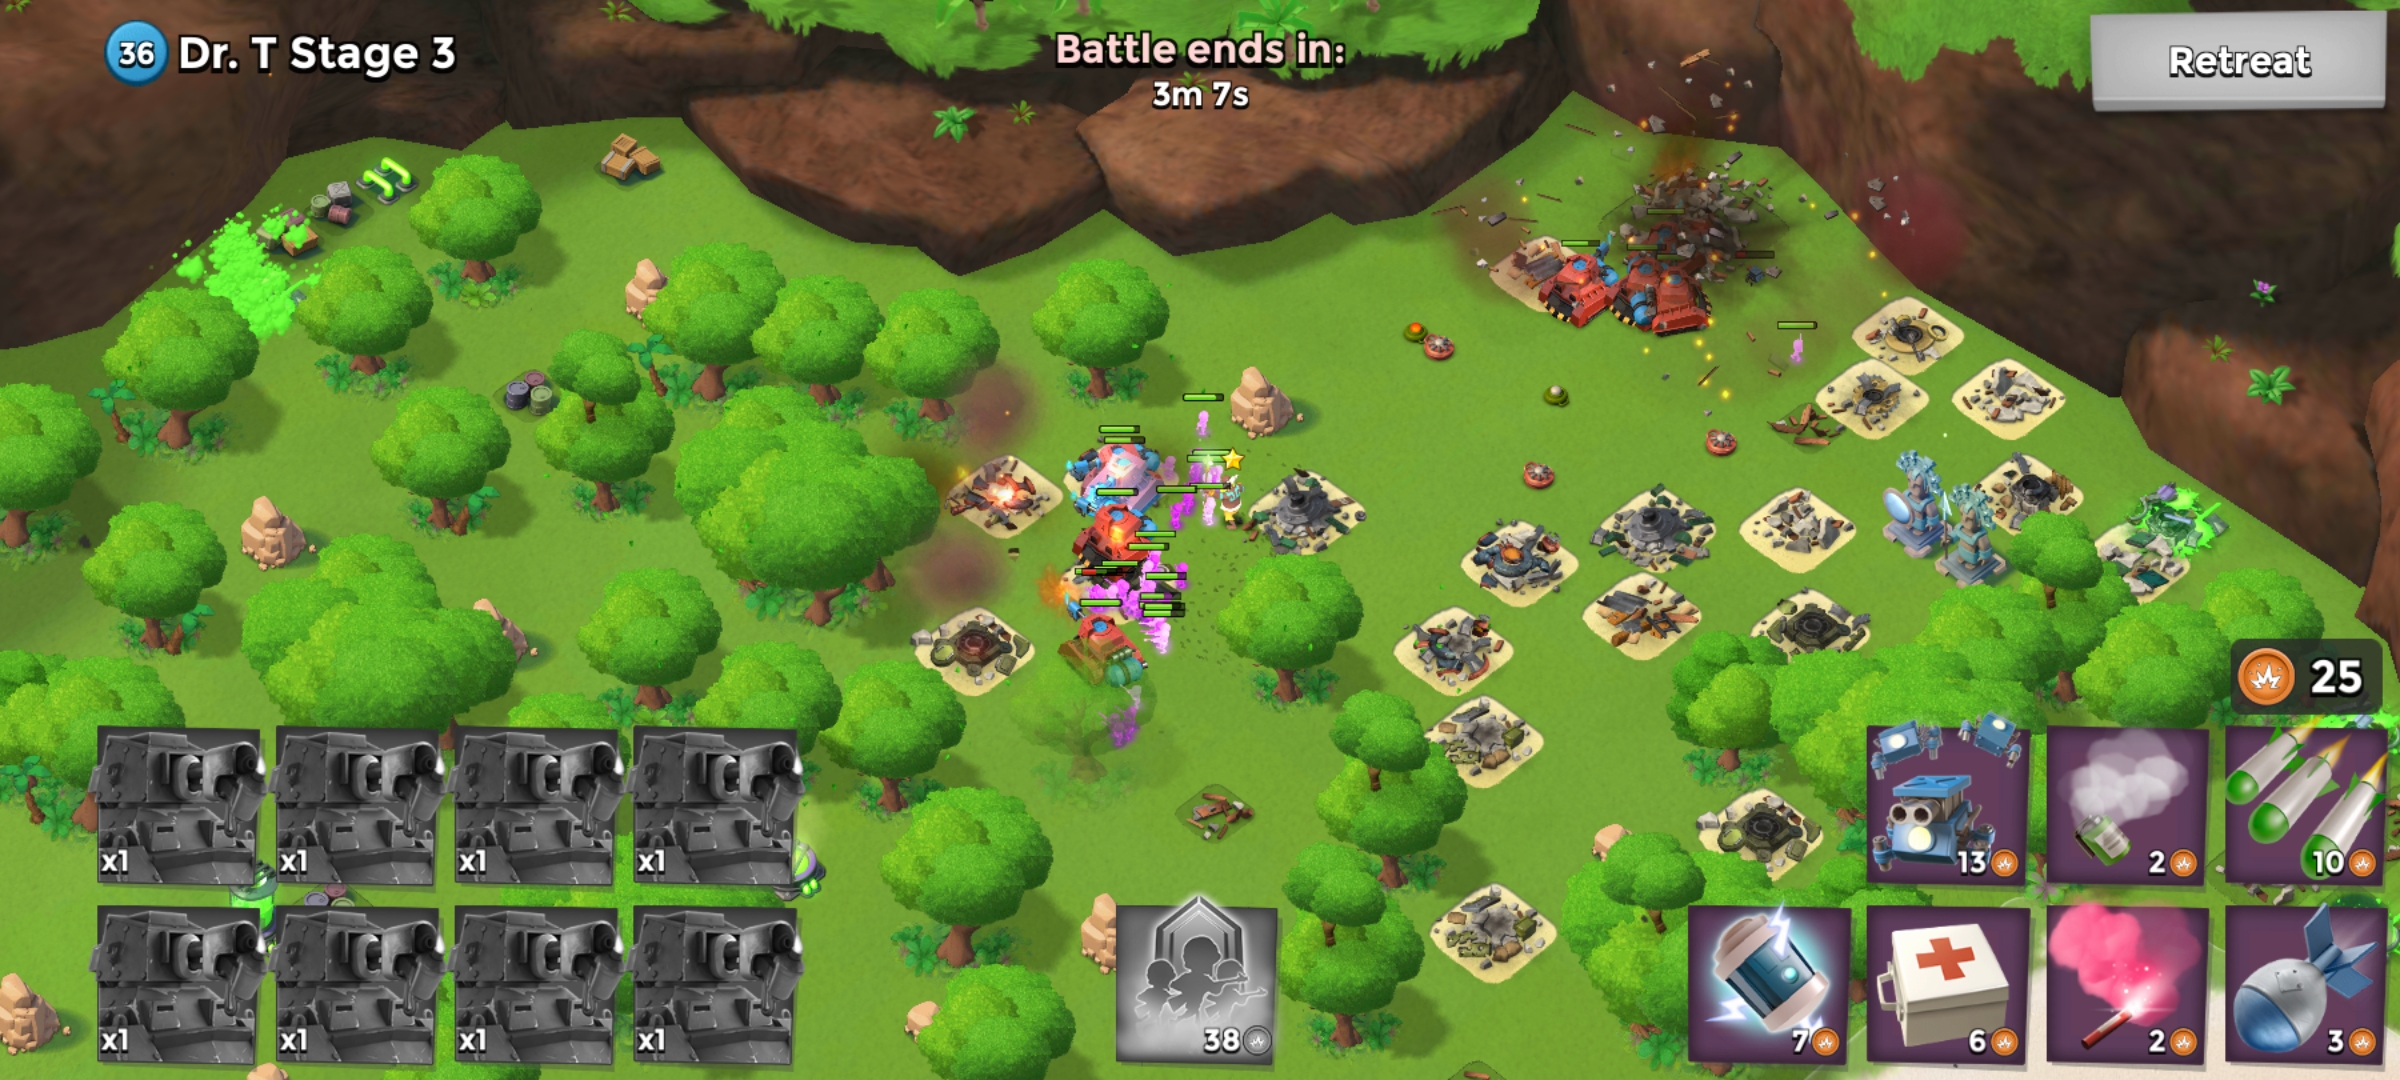 36 Dr. T Stage 3
Battle ends in:
3m 7s
Retreat
25
x1 x1 x1 x1
13 2 10
x1 x1 x1 x1
38
7 6 2 3